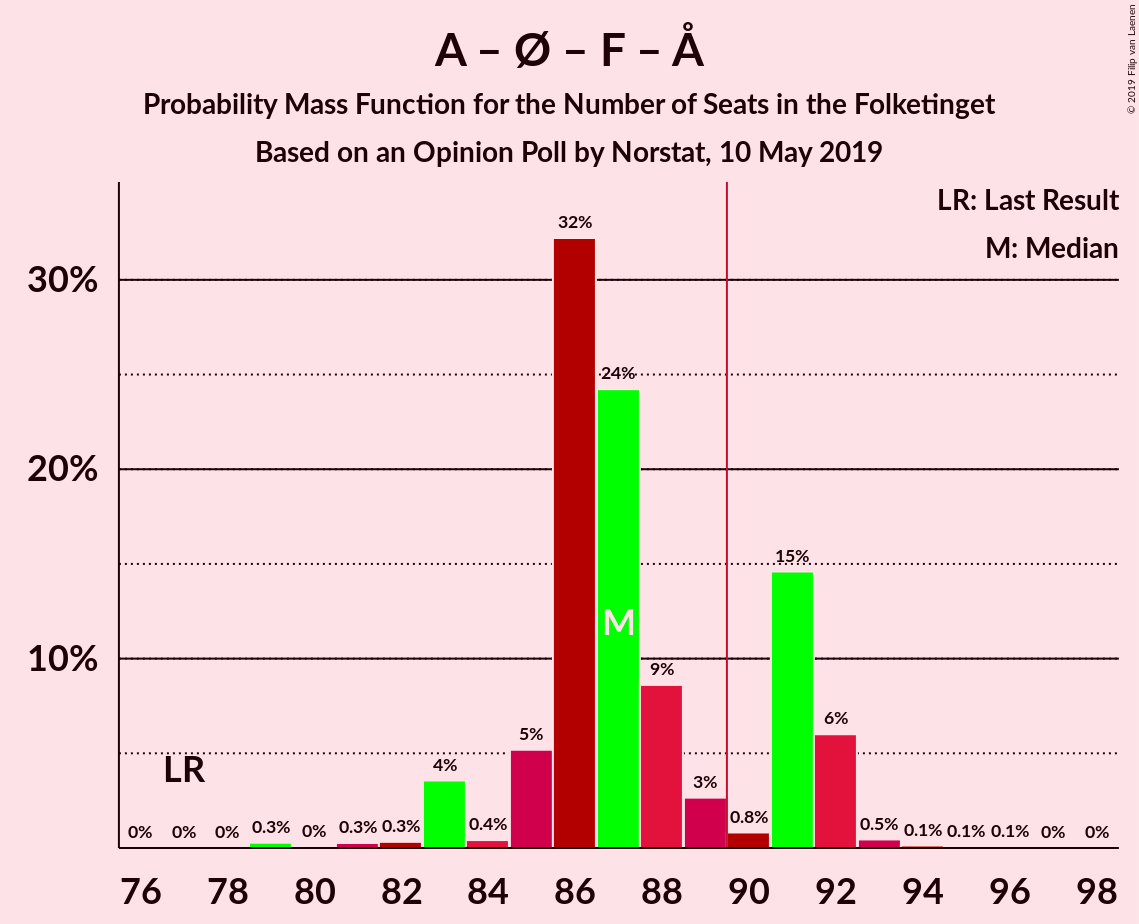 A – Ø – F – Å
Probability Mass Function for the Number of Seats in the Folketinget
Based on an Opinion Poll by Norstat, 10 May 2019
© 2019 Filip van Laenen
LR: Last Result
M: Median
30%
20%
10%
32%
24%
15%
9%
6%
5%
4%
3%
0% 0% 0% 0.3% 0% 0.3% 0.3% 0.4% 0.8% 0.5% 0.1% 0.1% 0.1% 0% 0%
LR
M
76 78 80 82 84 86 88 90 92 94 96 98